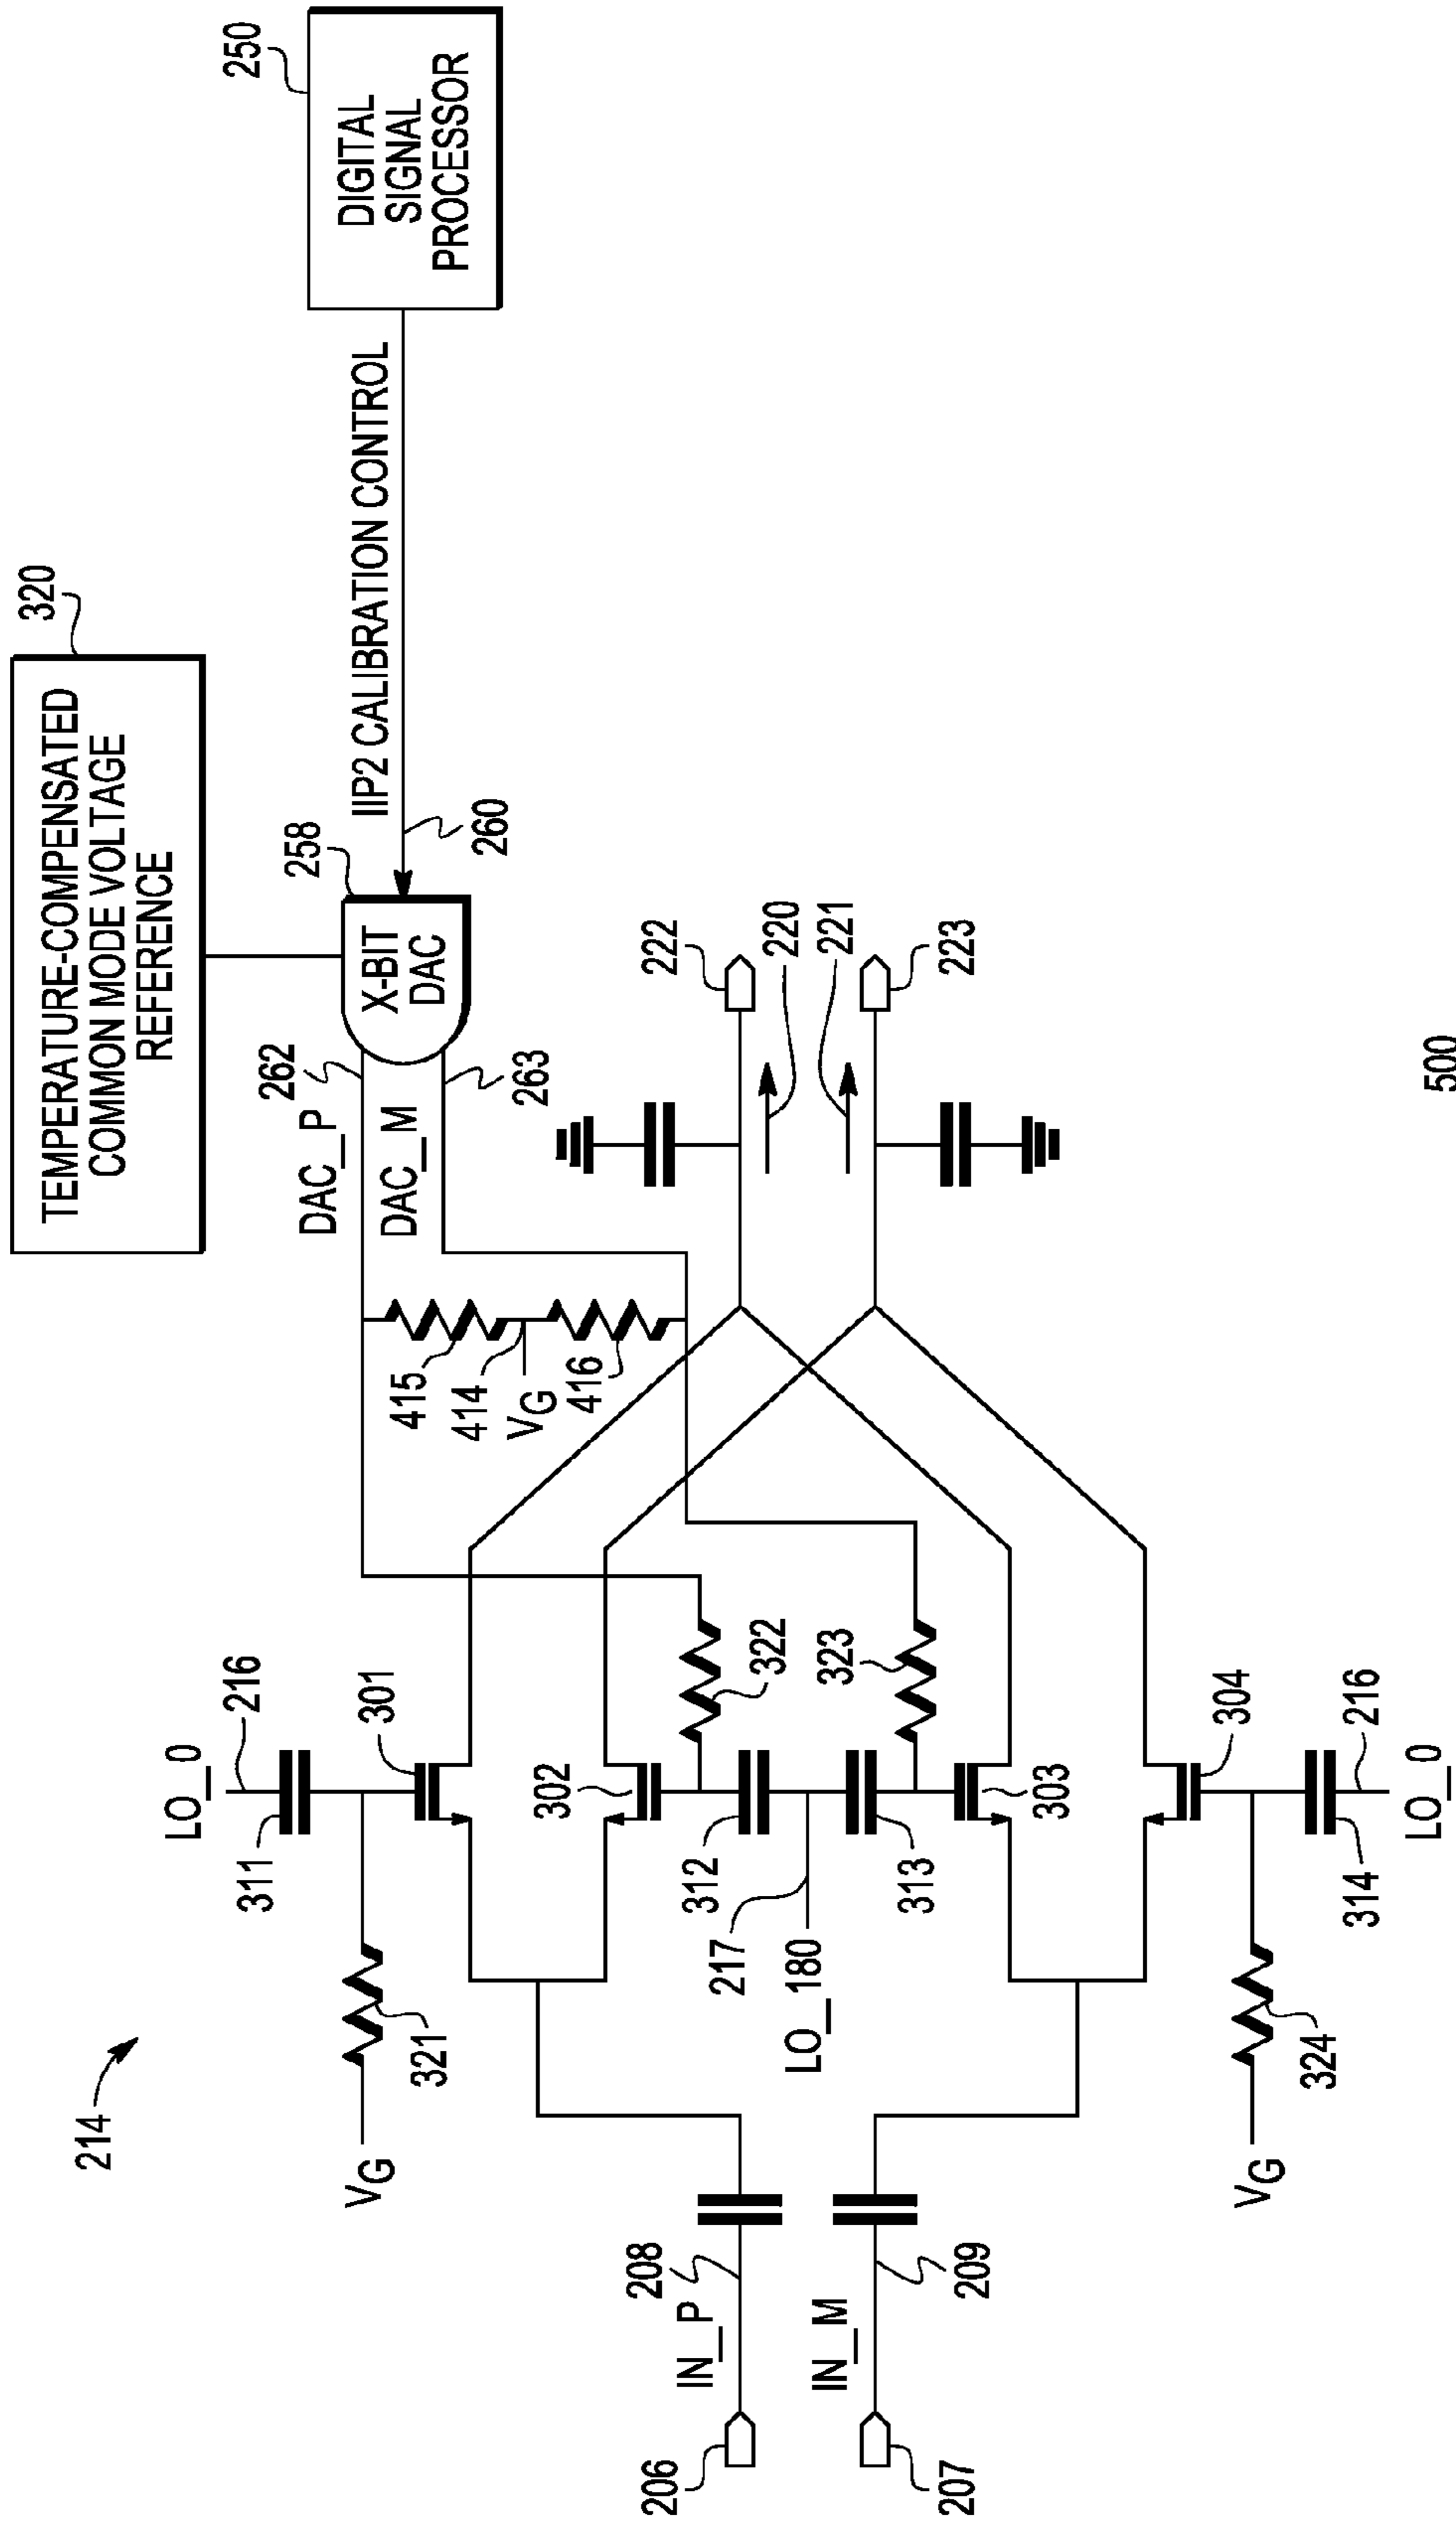 214
TEMPERATURE-COMPENSATED
COMMON MODE VOLTAGE
REFERENCE
320
DIGITAL
SIGNAL
PROCESSOR
250
IIP2 CALIBRATION CONTROL
260
X-BIT
DAC
258
262
DAC_P
DAC_M
263
415
414
VG
416
LO_0
216
311
301
VG
321
302
322
312
217
LO_180
313
323
303
304
VG
324
314
216
LO_0
206
IN_P
208
207
IN_M
209
222
220
221
223
500